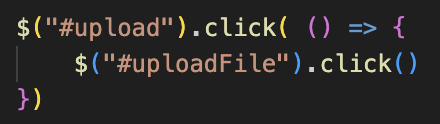 $("#upload").click( () => {
    $("#uploadFile").click()
})